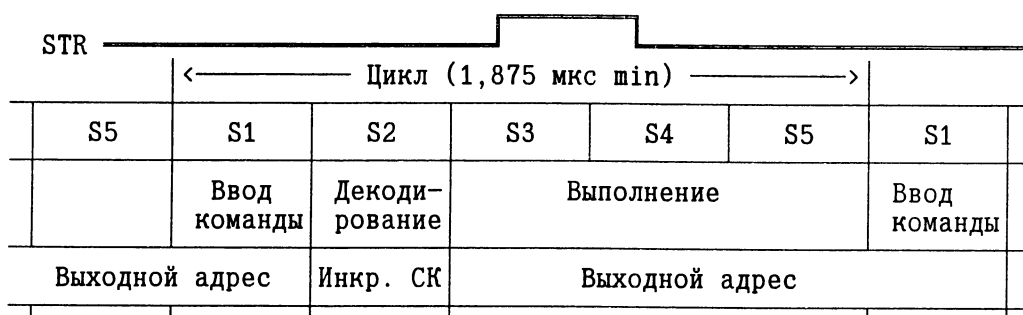 STR
Цикл (1,875 мкс min)
S5 S1 S2 S3 S4 S5 S1
Ввод Декоди- Выполнение Ввод
команды рование команды
Выходной адрес Инкр. СК Выходной адрес